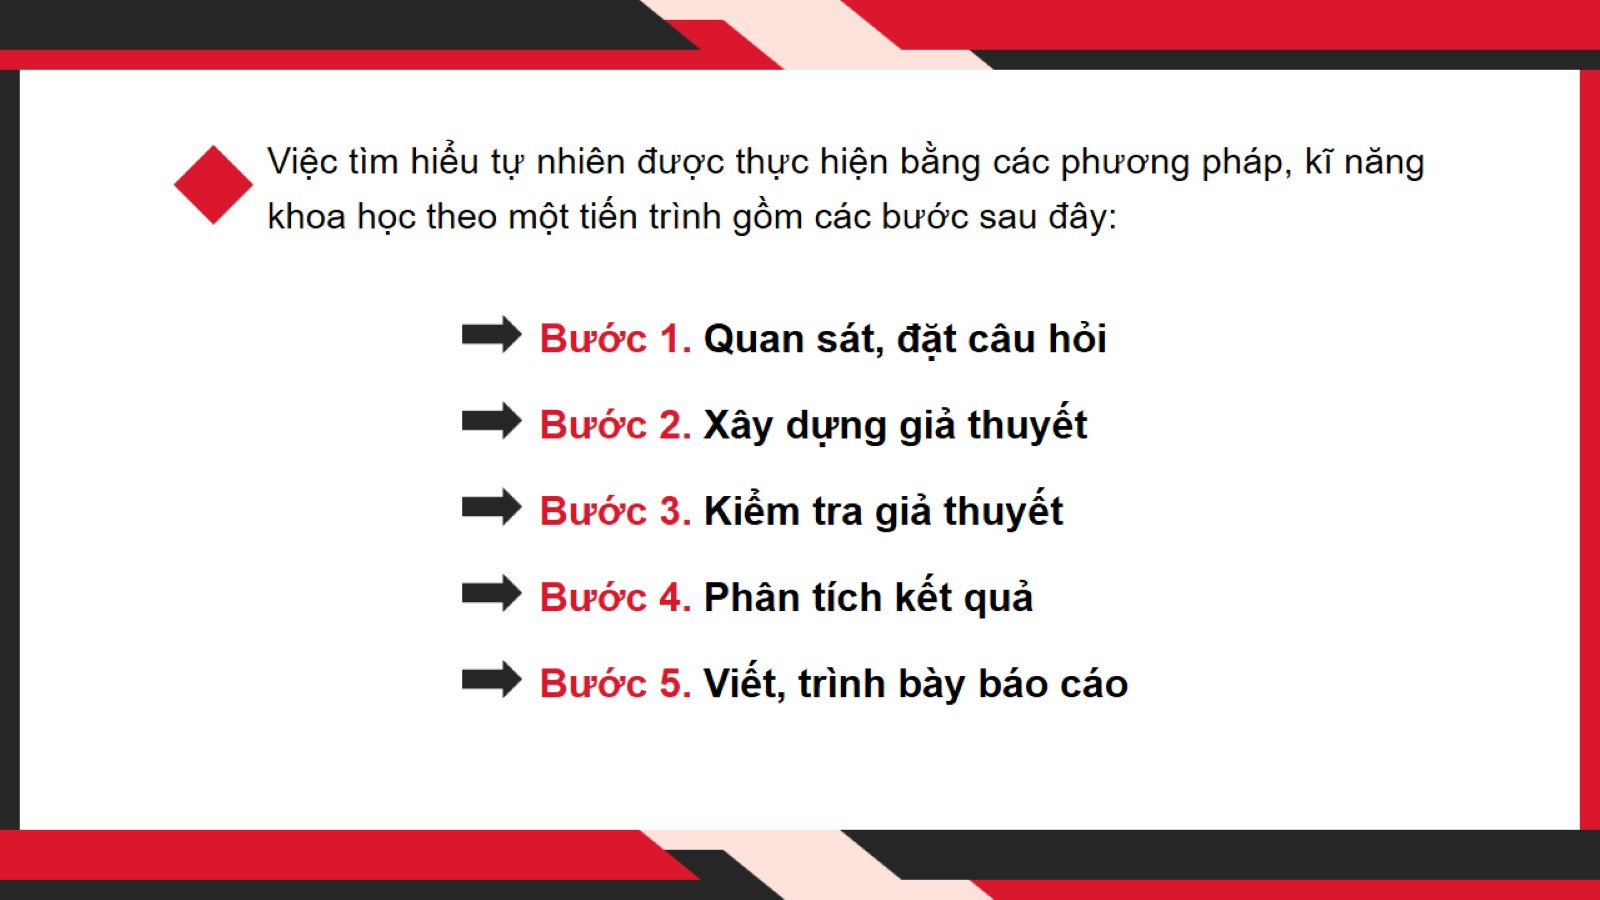 Việc tìm hiểu tự nhiên được thực hiện bằng các phương pháp, kĩ năng
khoa học theo một tiến trình gồm các bước sau đây:
Bước 1. Quan sát, đặt câu hỏi
Bước 2. Xây dựng giả thuyết
Bước 3. Kiểm tra giả thuyết
Bước 4. Phân tích kết quả
Bước 5. Viết, trình bày báo cáo